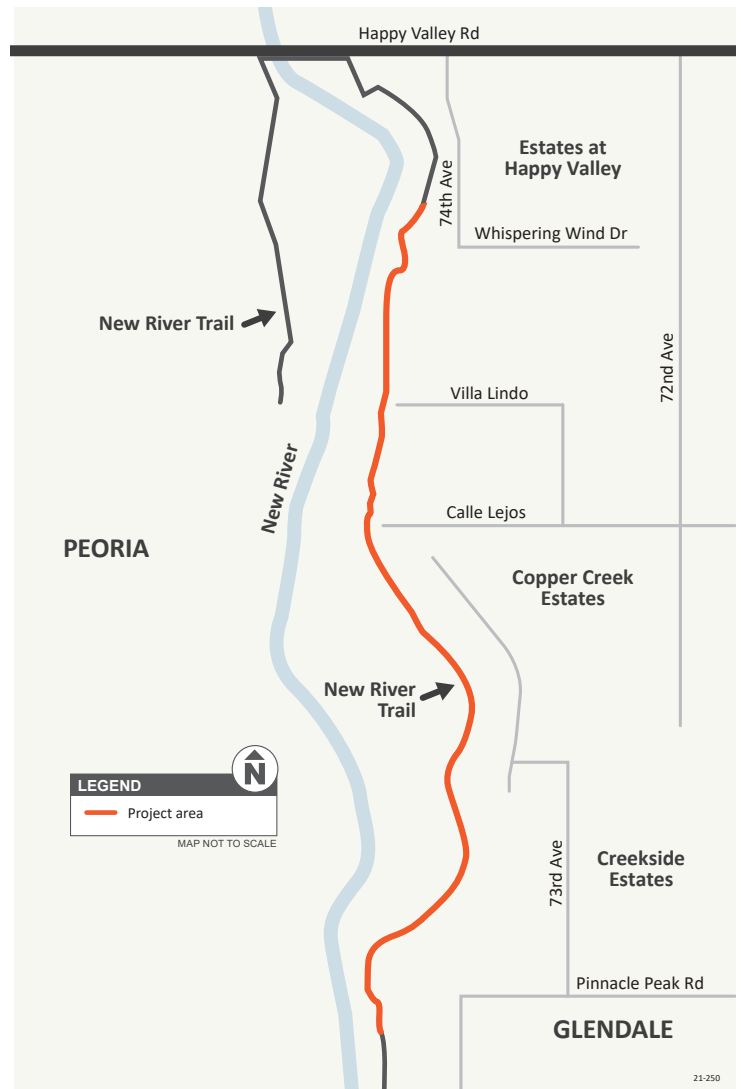 Happy Valley Rd
Estates at
Happy Valley
74th Ave
Whispering Wind Dr
New River Trail
72nd Ave
Villa Lindo
New River
Calle Lejos
PEORIA
Copper Creek
Estates
New River
Trail
N
LEGEND
Project area
MAP NOT TO SCALE
73rd Ave
Creekside
Estates
Pinnacle Peak Rd
GLENDALE
21-250